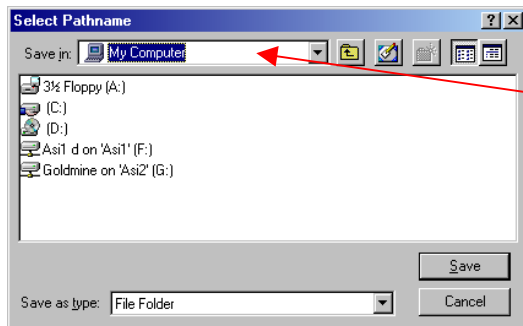 Select Pathname
Save in: My Computer
3½ Floppy (A:)
(C:)
(D:)
Asi1 d on 'Asi1' (F:)
Goldmine on 'Asi2' (G:)
Save
Save as type: File Folder
Cancel